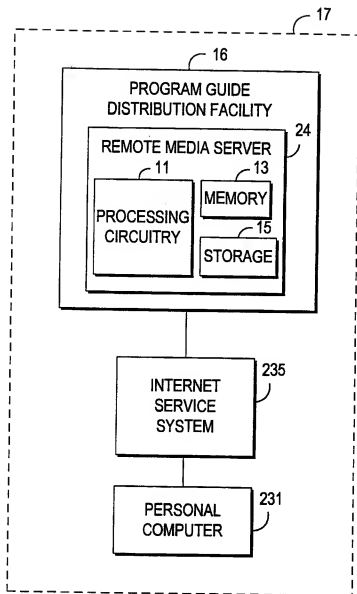 17
16
PROGRAM GUIDE
DISTRIBUTION FACILITY
24
REMOTE MEDIA SERVER
11
13
PROCESSING
CIRCUITRY
MEMORY
15
STORAGE
235
INTERNET
SERVICE
SYSTEM
231
PERSONAL
COMPUTER